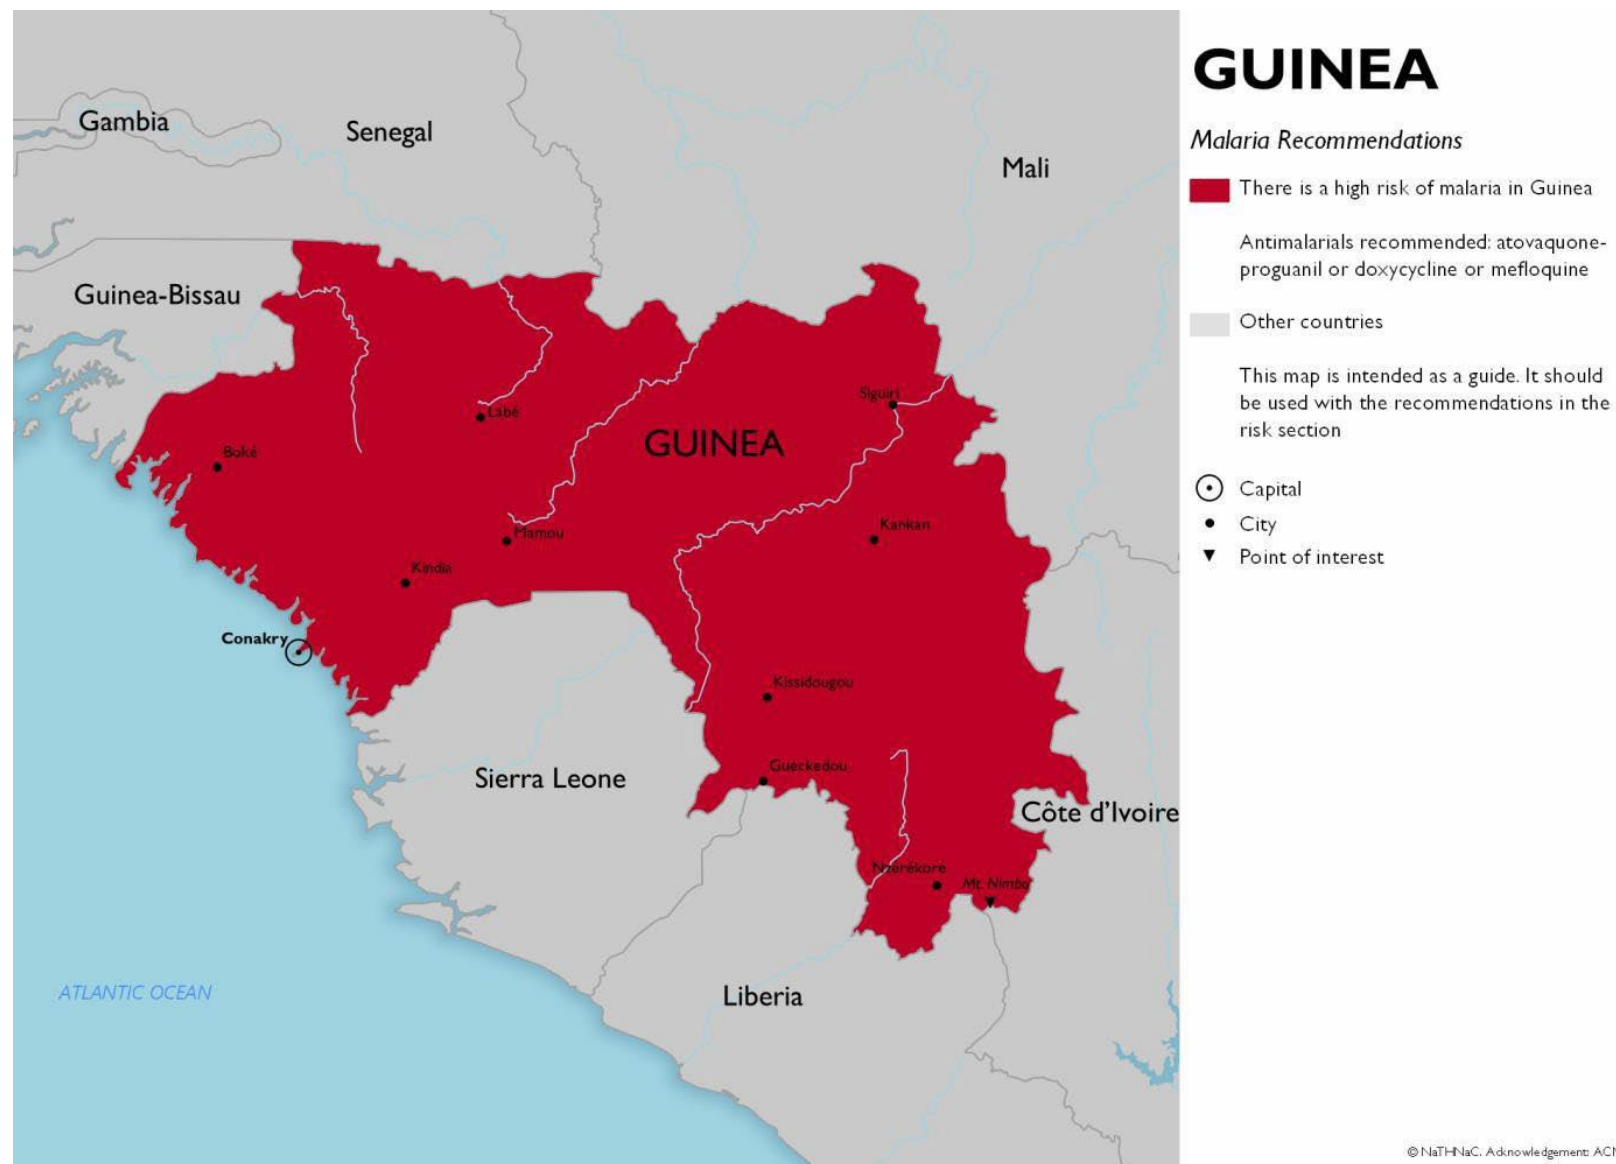 GUINEA
Malaria Recommendations
There is a high risk of malaria in Guinea
Antimalarials recommended: atovaquone-
proguanil or doxycycline or mefloquine
Other countries
This map is intended as a guide. It should
be used with the recommendations in the
risk section
Capital
City
Point of interest
Gambia
Senegal
Mali
Guinea-Bissau
Siguiri
Labé
GUINEA
Boké
Kankan
Mamou
Kindia
Conakry
Kissidougou
Gueckedou
Sierra Leone
Côte d'Ivoire
Nzérékoré
Mt. Nimba
ATLANTIC OCEAN
Liberia
© NaTHNaC. Acknowledgement: